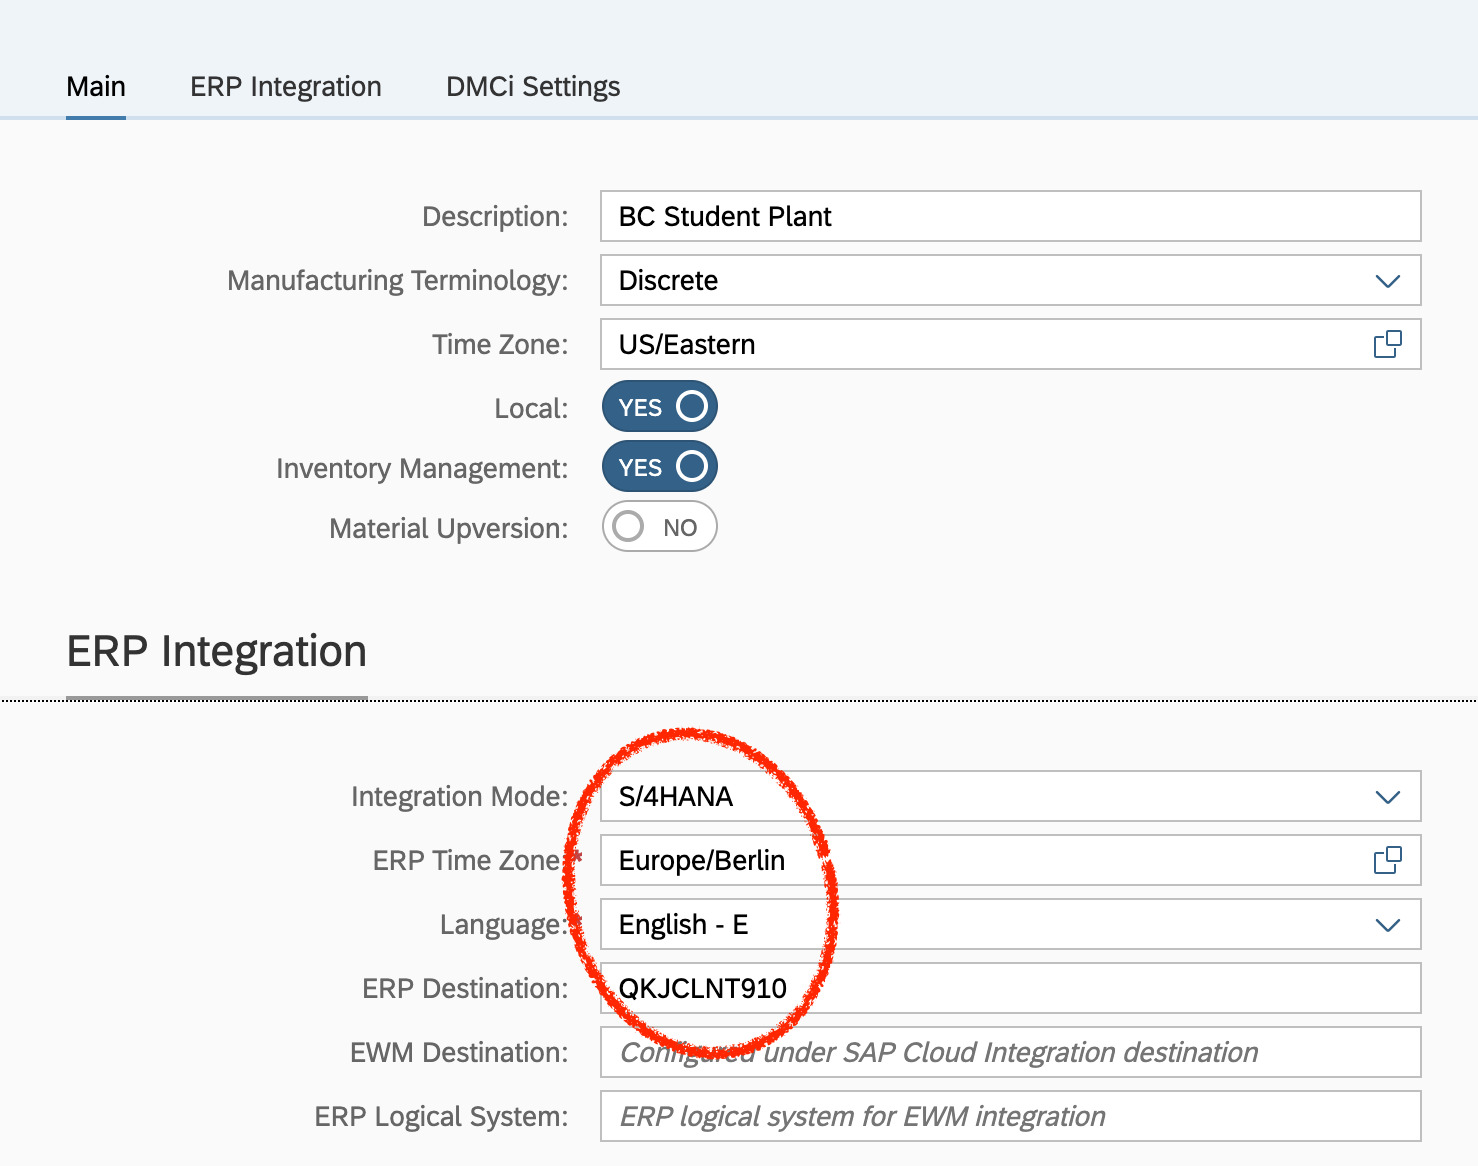 Main ERP Integration DMCi Settings
Description: BC Student Plant
Manufacturing Terminology: Discrete
Time Zone: US/Eastern
Local: YES
Inventory Management: YES
Material Upversion: NO
ERP Integration
Integration Mode: S/4HANA
ERP Time Zone:* Europe/Berlin
Language:* English - E
ERP Destination: QKJCLNT910
EWM Destination: Configured under SAP Cloud Integration destination
ERP Logical System: ERP logical system for EWM integration